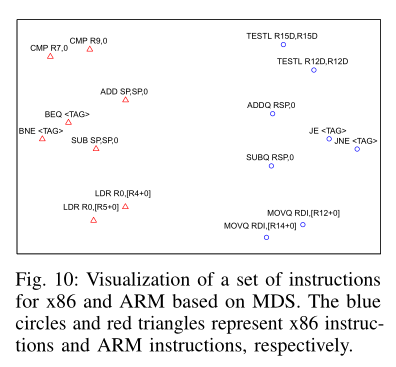 TESTL R15D,R15D
CMP R9,0
CMP R7,0
TESTL R12D,R12D
ADD SP,SP,0
ADDQ RSP,0
BEQ <TAG>
BNE <TAG>
JE <TAG>
SUB SP,SP,0
JNE <TAG>
SUBQ RSP,0
LDR R0,[R4+0]
LDR R0,[R5+0]
MOVQ RDI,[R12+0]
MOVQ RDI,[R14+0]
Fig. 10: Visualization of a set of instructions
for x86 and ARM based on MDS. The blue
circles and red triangles represent x86 instruc-
tions and ARM instructions, respectively.